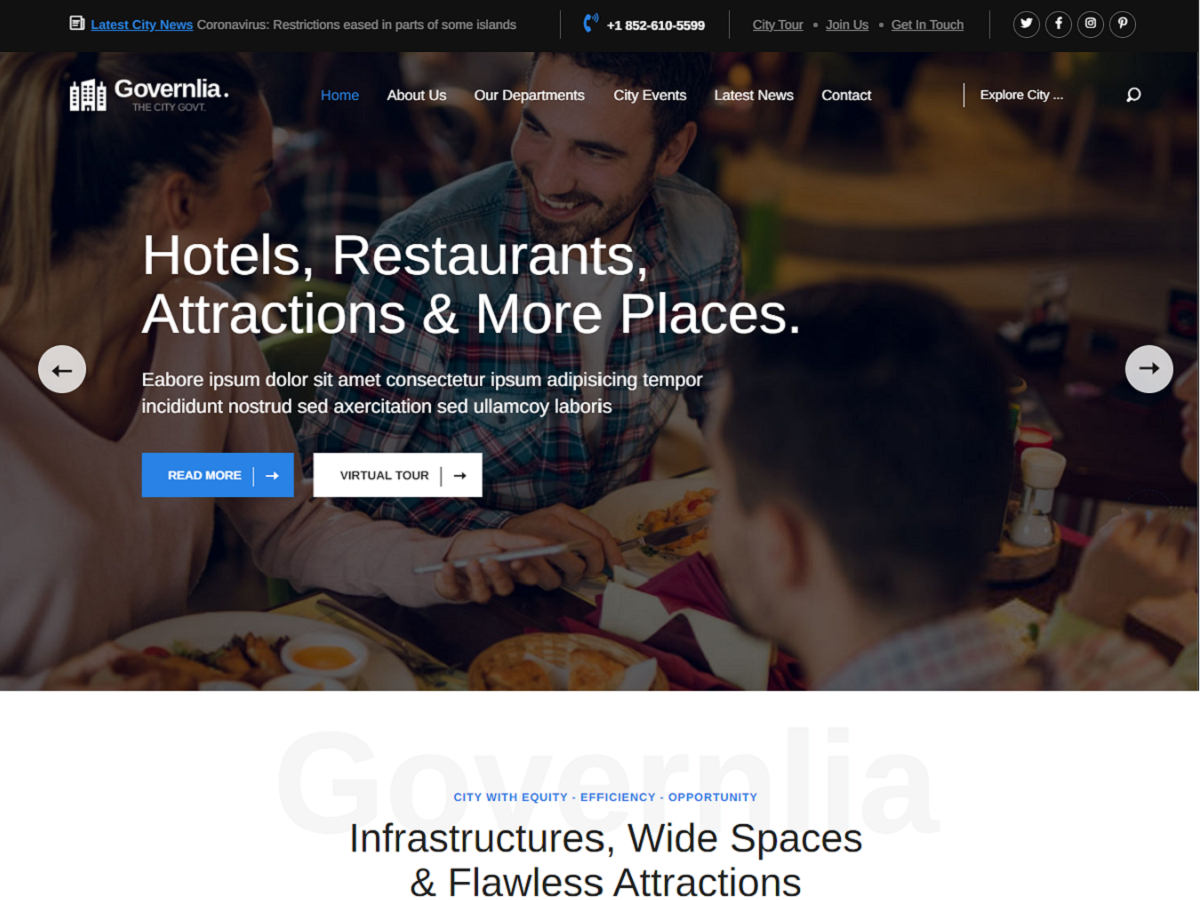 Latest City News Coronavirus: Restrictions eased in parts of some islands
+1 852-610-5599
City Tour • Join Us • Get In Touch
Governlia.
THE CITY GOVT.
Home About Us Our Departments City Events Latest News Contact
Explore City ...
Hotels, Restaurants,
Attractions & More Places.
Eabore ipsum dolor sit amet consectetur ipsum adipisicing tempor
incididunt nostrud sed axercitation sed ullamcoy laboris
READ MORE
VIRTUAL TOUR
Governlia
CITY WITH EQUITY - EFFICIENCY - OPPORTUNITY
Infrastructures, Wide Spaces
& Flawless Attractions